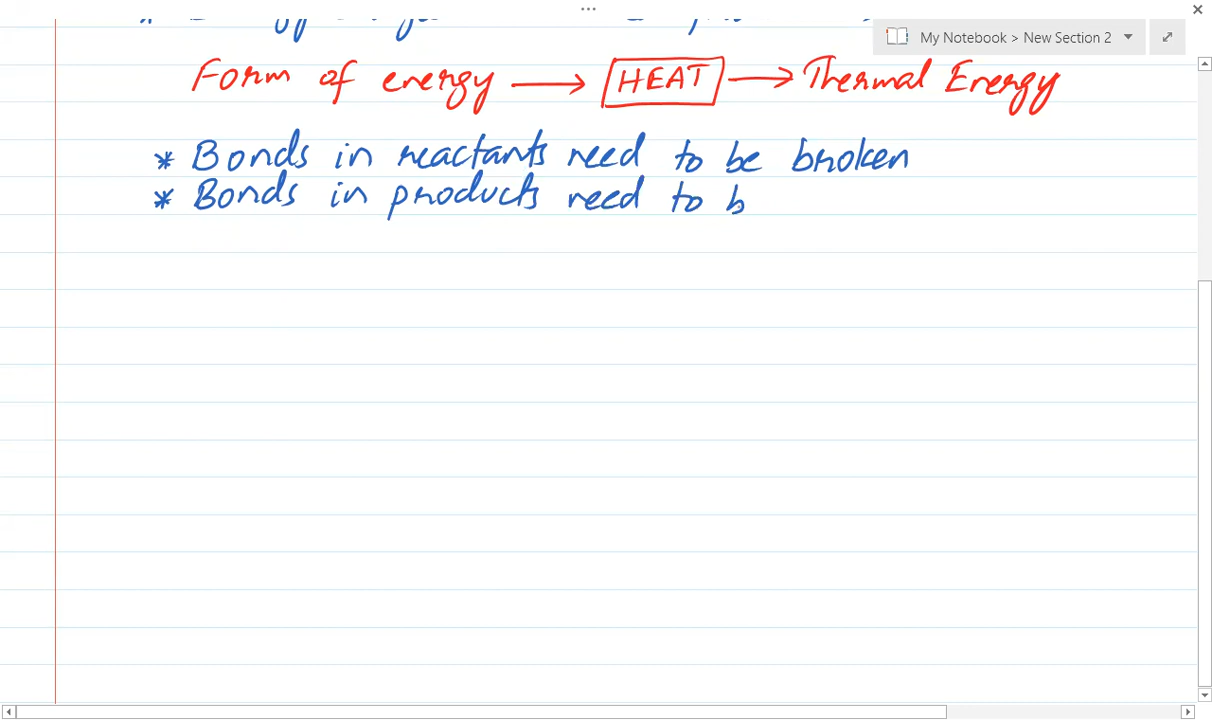 My Notebook > New Section 2
Form of energy → HEAT → Thermal Energy
* Bonds in reactants need to be broken
* Bonds in products need to b